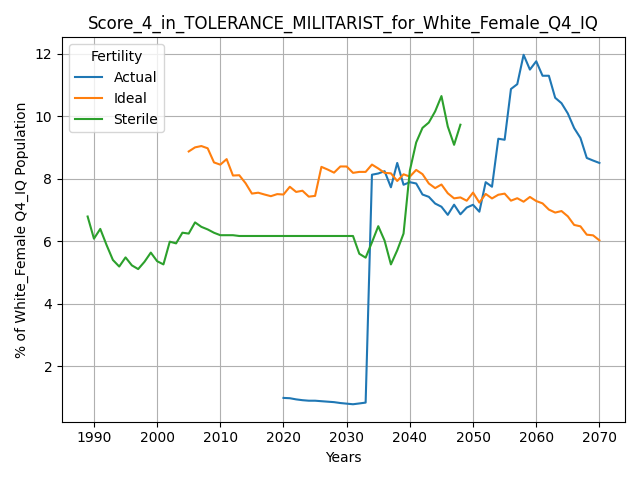 Score_4_in_TOLERANCE_MILITARIST_for_White_Female_Q4_IQ
Fertility
Actual
Ideal
Sterile
% of White_Female Q4_IQ Population
12
10
8
6
4
2
1990 2000 2010 2020 2030 2040 2050 2060 2070
Years